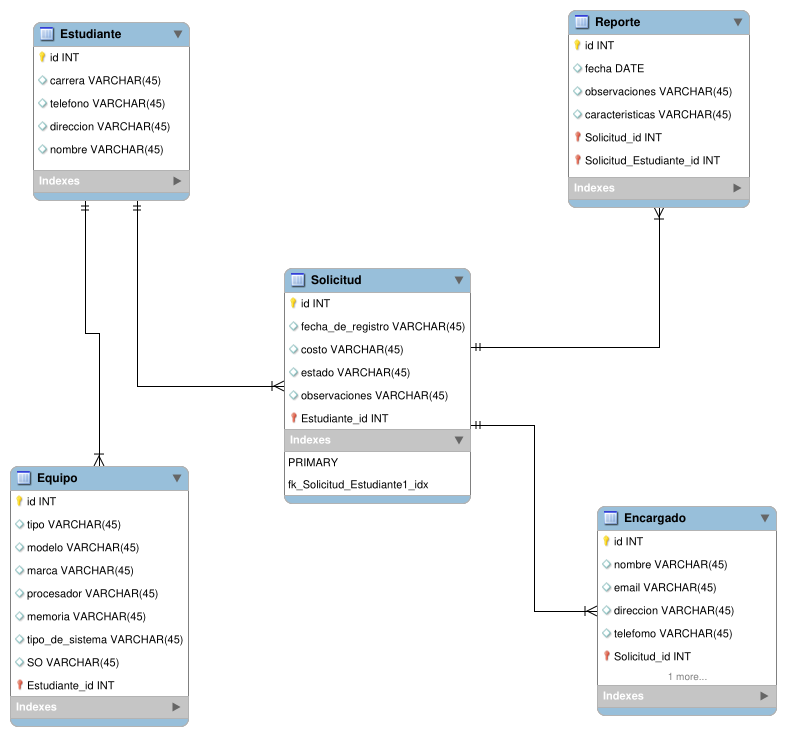 Estudiante
id INT
carrera VARCHAR(45)
telefono VARCHAR(45)
direccion VARCHAR(45)
nombre VARCHAR(45)
Indexes
Reporte
id INT
fecha DATE
observaciones VARCHAR(45)
caracteristicas VARCHAR(45)
Solicitud_id INT
Solicitud_Estudiante_id INT
Indexes
Solicitud
id INT
fecha_de_registro VARCHAR(45)
costo VARCHAR(45)
estado VARCHAR(45)
observaciones VARCHAR(45)
Estudiante_id INT
Indexes
PRIMARY
fk_Solicitud_Estudiante1_idx
Equipo
id INT
tipo VARCHAR(45)
modelo VARCHAR(45)
marca VARCHAR(45)
procesador VARCHAR(45)
memoria VARCHAR(45)
tipo_de_sistema VARCHAR(45)
SO VARCHAR(45)
Estudiante_id INT
Indexes
Encargado
id INT
nombre VARCHAR(45)
email VARCHAR(45)
direccion VARCHAR(45)
telefomo VARCHAR(45)
Solicitud_id INT
1 more...
Indexes